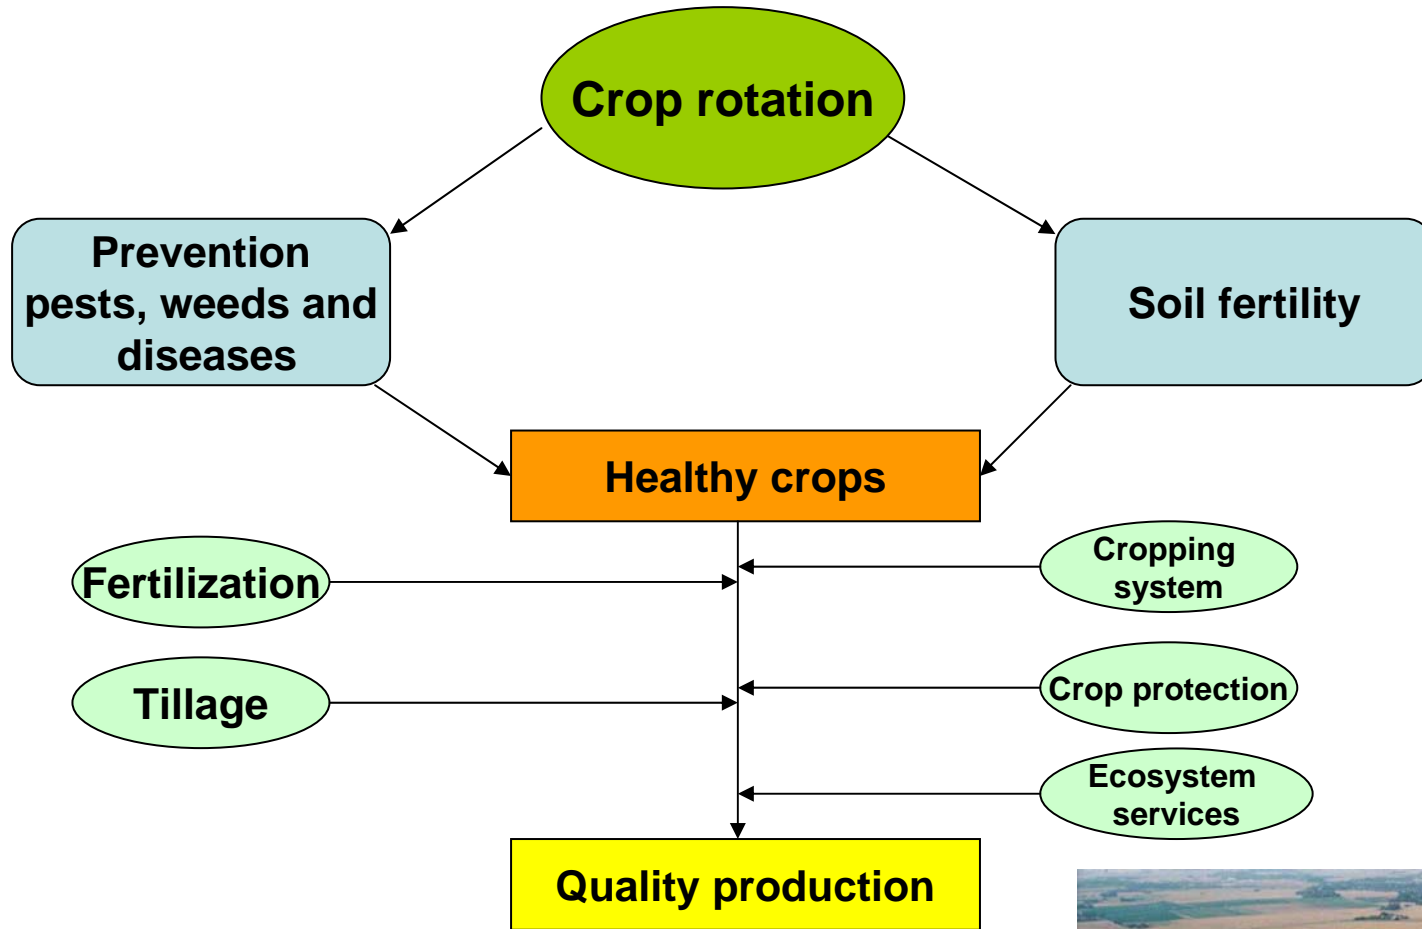 Crop rotation
Prevention
pests, weeds and
diseases
Soil fertility
Healthy crops
Fertilization
Cropping
system
Tillage
Crop protection
Ecosystem
services
Quality production